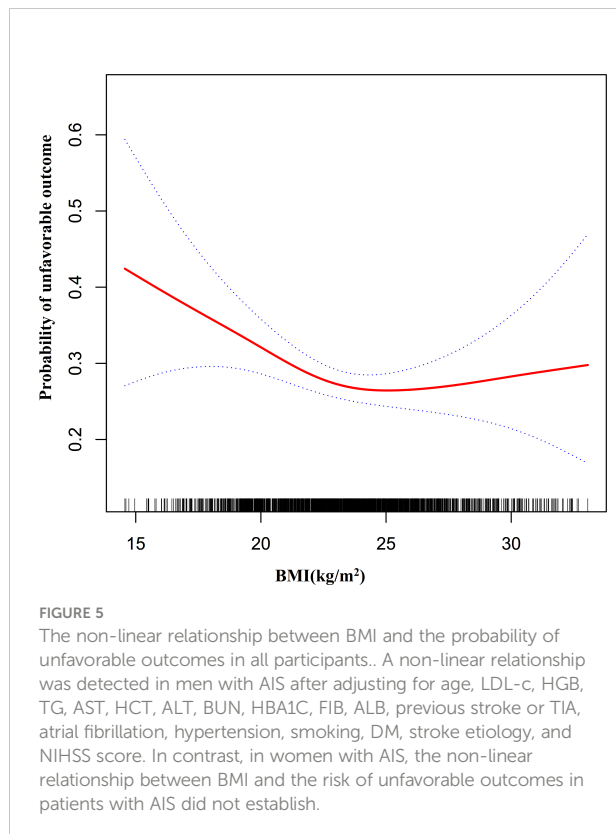 Probability of unfavorable outcome
0.6
0.5
0.4
0.3
0.2
15
20
25
30
BMI(kg/m²)
FIGURE 5
The non-linear relationship between BMI and the probability of
unfavorable outcomes in all participants.. A non-linear relationship
was detected in men with AIS after adjusting for age, LDL-c, HGB,
TG, AST, HCT, ALT, BUN, HBA1C, FIB, ALB, previous stroke or TIA,
atrial fibrillation, hypertension, smoking, DM, stroke etiology, and
NIHSS score. In contrast, in women with AIS, the non-linear
relationship between BMI and the risk of unfavorable outcomes in
patients with AIS did not establish.